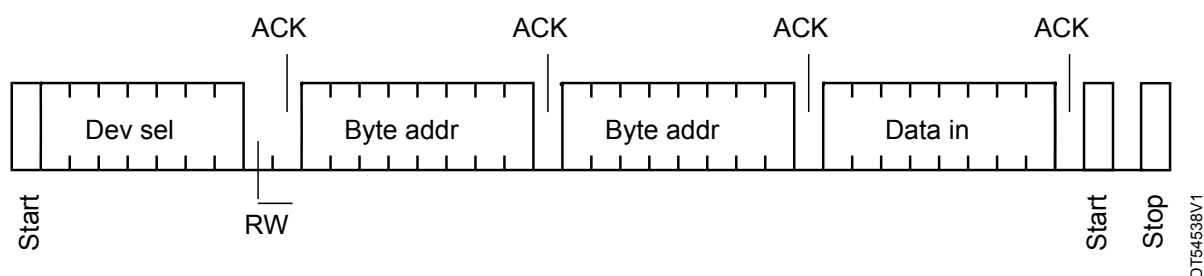 ACK ACK ACK ACK
Dev sel Byte addr Byte addr Data in
RW
Start Start Stop
DT54538V1